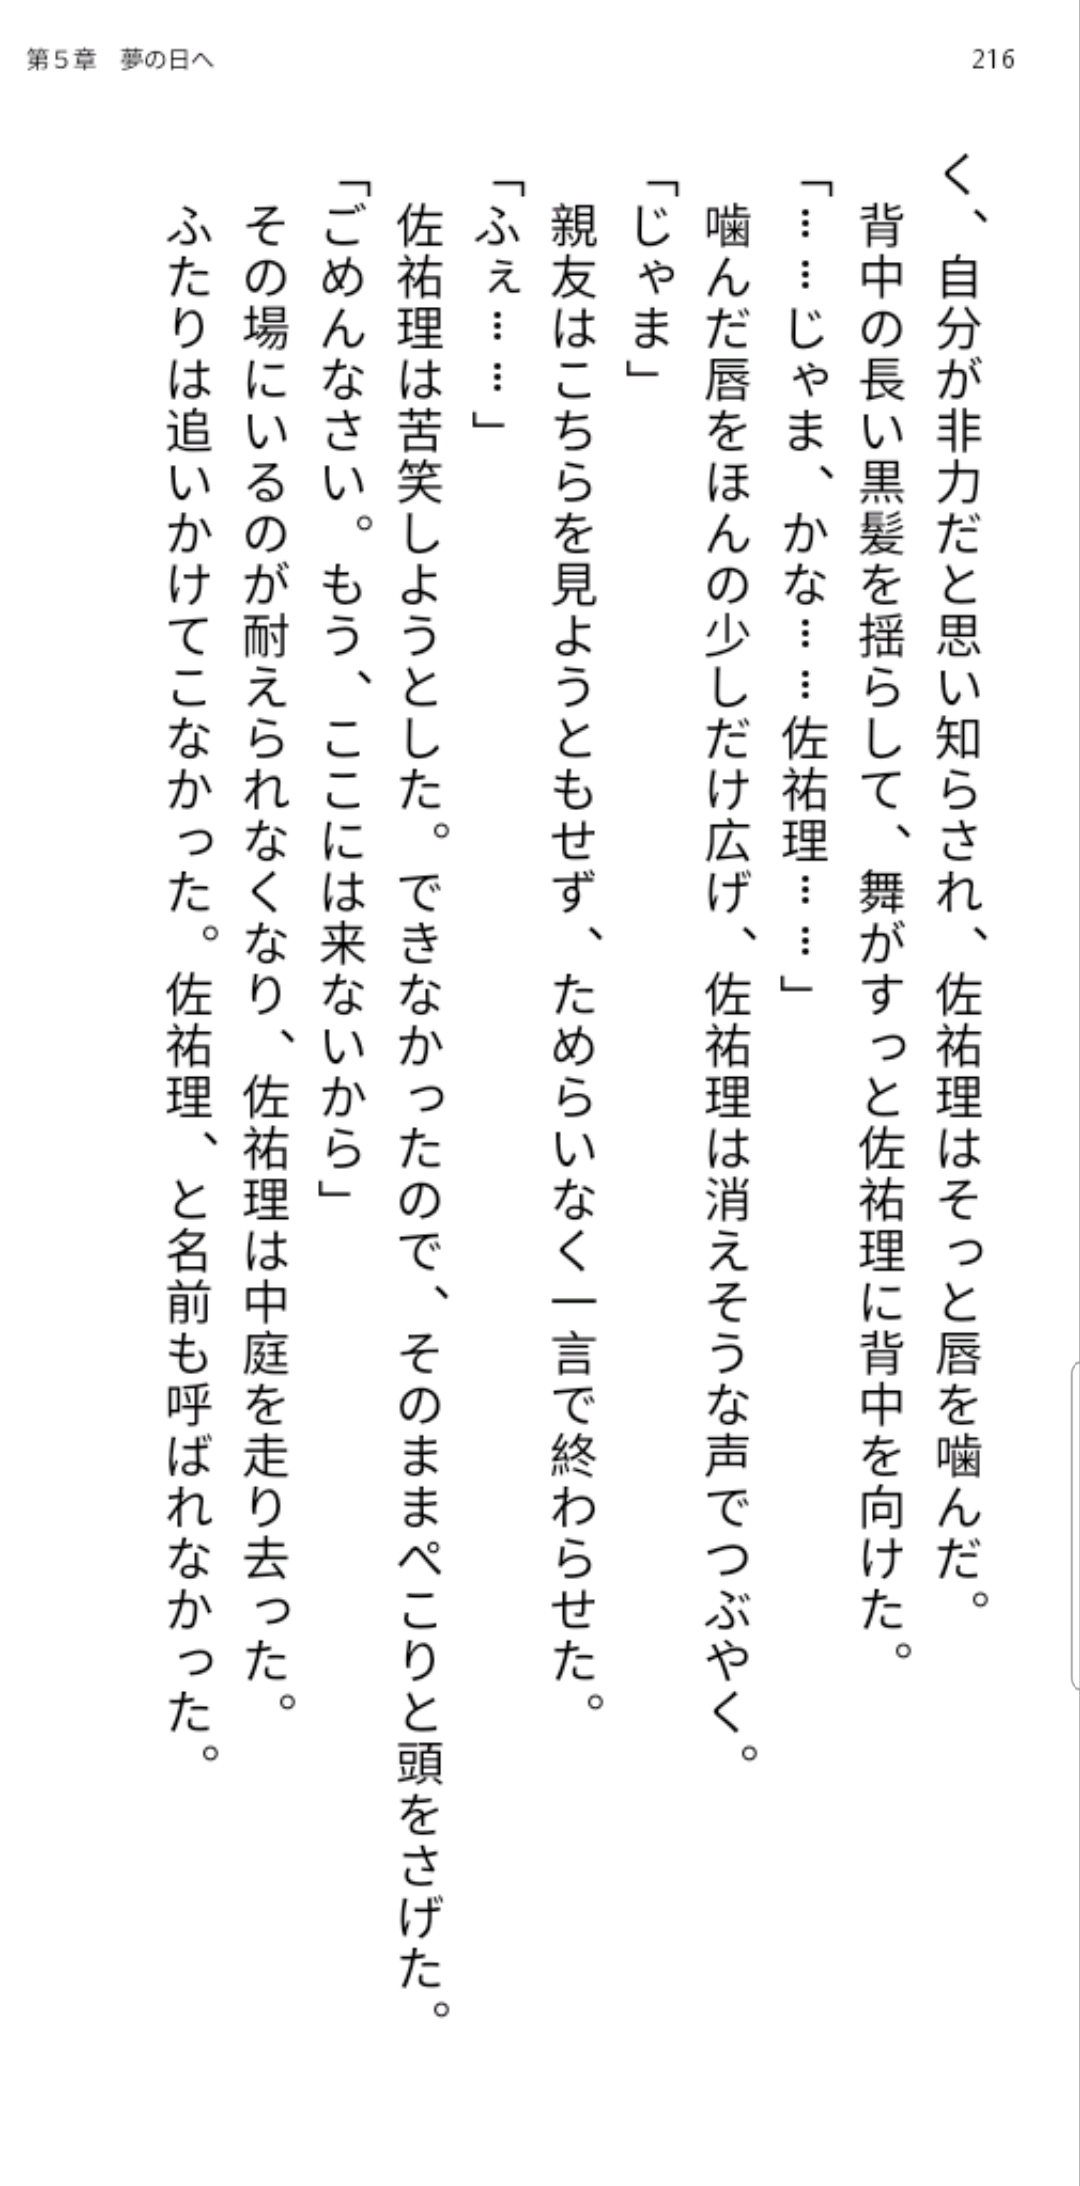 第5章　夢の日へ
216
く、自分が非力だと思い知らされ、佐祐理はそっと唇を噛んだ。
背中の長い黒髪を揺らして、舞がすっと佐祐理に背中を向けた。
「……じゃま、かな……佐祐理……」
噛んだ唇をほんの少しだけ広げ、佐祐理は消えそうな声でつぶやく。
「じゃま」
親友はこちらを見ようともせず、ためらいなく一言で終わらせた。
「ふぇ……」
佐祐理は苦笑しようとした。できなかったので、そのままぺこりと頭をさげた。
「ごめんなさい。もう、ここには来ないから」
その場にいるのが耐えられなくなり、佐祐理は中庭を走り去った。
ふたりは追いかけてこなかった。佐祐理、と名前も呼ばれなかった。